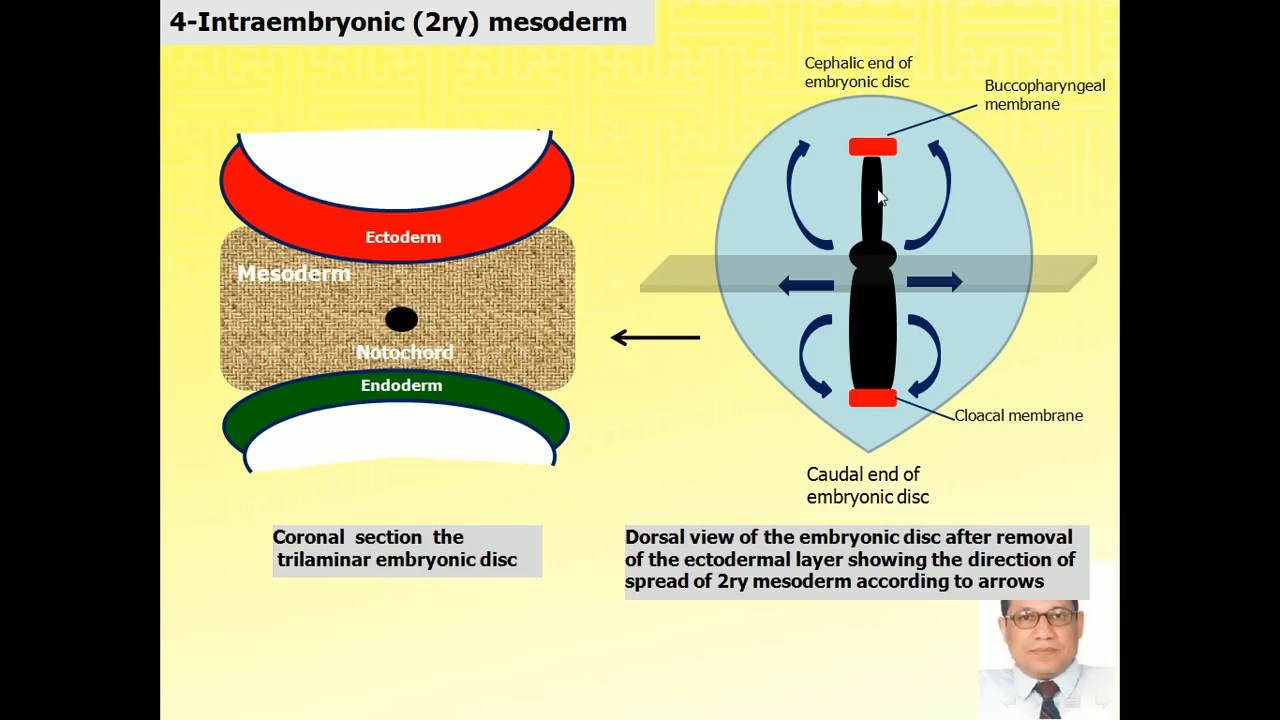 4-Intraembryonic (2ry) mesoderm
Cephalic end of
embryonic disc
Buccopharyngeal
membrane
Ectoderm
Mesoderm
Notochord
Endoderm
Cloacal membrane
Caudal end of
embryonic disc
Coronal section the
trilaminar embryonic disc
Dorsal view of the embryonic disc after removal
of the ectodermal layer showing the direction of
spread of 2ry mesoderm according to arrows